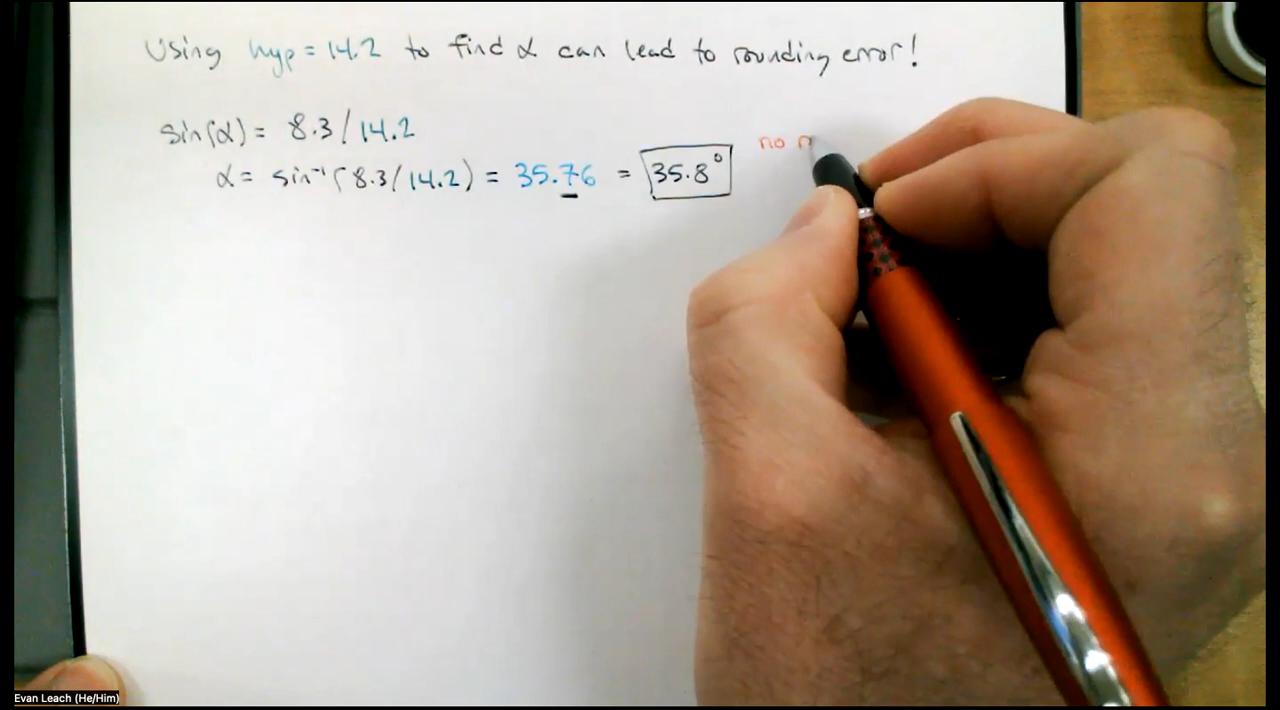 Using hyp = 14.2 to find α can lead to rounding error!
sin(α) = 8.3/14.2
α = sin⁻¹(8.3/14.2) = 35.76 = 35.8°
no
Evan Leach (He/Him)